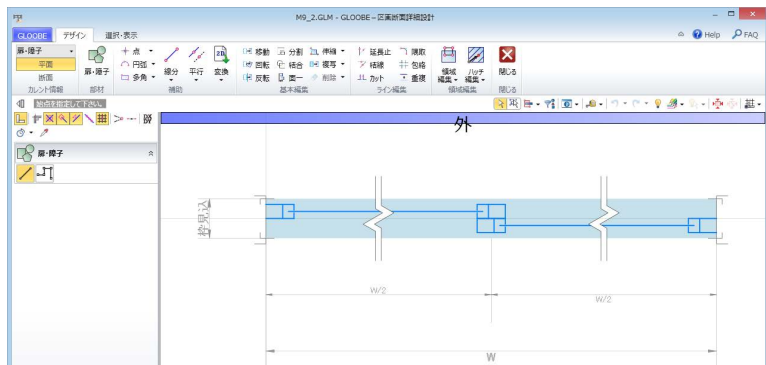 M9_2.GLM - GLOOBE – 区画断面詳細設計
GLOOBE デザイン 選択・表示 Help FAQ
扉・障子
平面
断面
カレント情報
扉・障子
部材
点
円弧
多角
線分
平行
変換
補助
移動 分割 伸縮
回転 結合 複写
反転 面一 削除
基本編集
延長止 隅取
結線 包絡
カット 重複
ライン編集
領域編集
ハッチ編集
領域編集
閉じる
閉じる
始点を指定して下さい。
扉・障子
外
枠見込
W/2
W/2
W